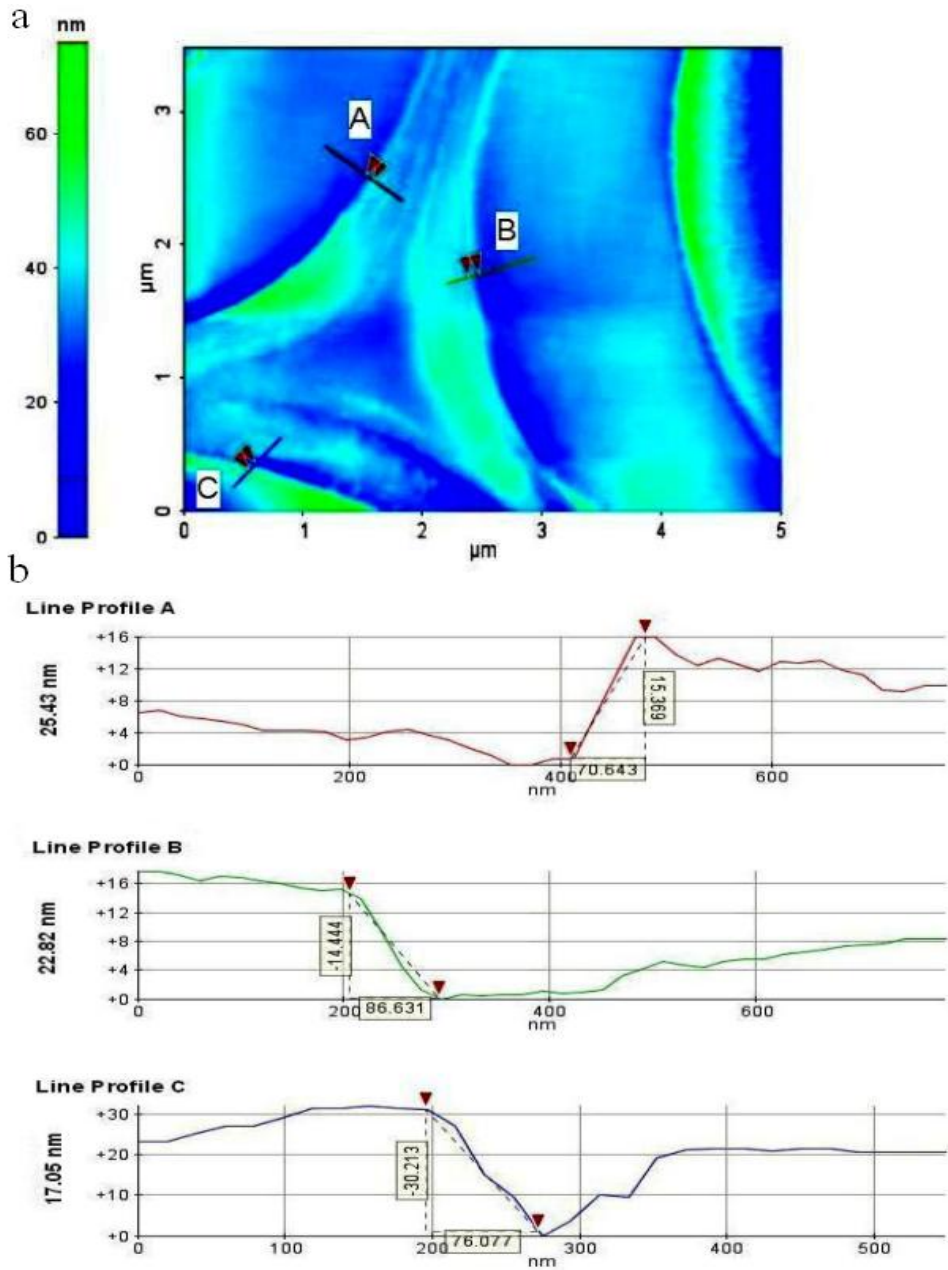 a
nm
60
40
20
0
3
2
1
0
µm
A
B
C
0 1 2 3 4 5
µm
b
Line Profile A
25.43 nm
+16
+12
+8
+4
+0
15.369
70.643
0 200 400 600
nm
Line Profile B
22.82 nm
+16
+12
+8
+4
+0
-14.444
86.631
0 200 400 600
nm
Line Profile C
17.05 nm
+30
+20
+10
+0
-30.213
76.077
0 100 200 300 400 500
nm